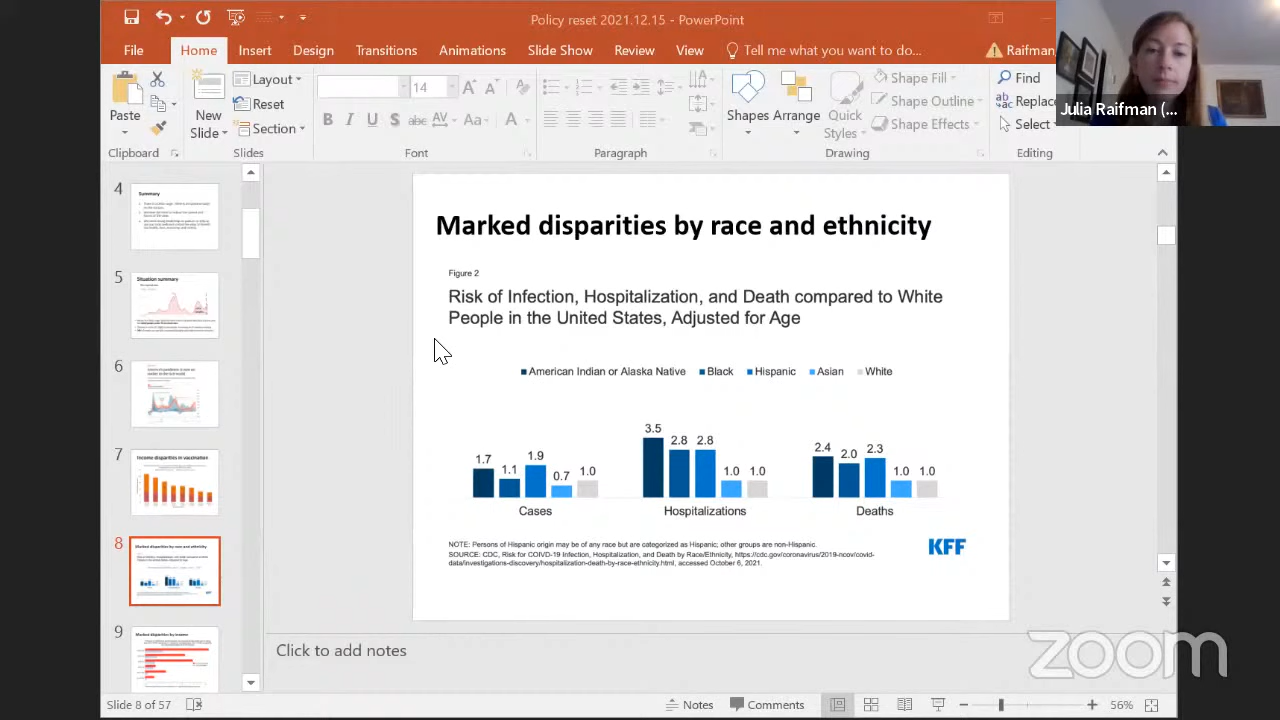 Policy reset 2021.12.15 - PowerPoint
File Home Insert Design Transitions Animations Slide Show Review View Tell me what you want to do... Raifman,
Julia Raifman (...
Paste
New
Slide
Layout
Reset
Section
14
B I U S abc AV Aa A
Shapes Arrange Quick
Styles
Shape Fill
Shape Outline
Shape Effects
Find
Replace
Select
Clipboard Slides Font Paragraph Drawing Editing
4
Summary
5
Situation summary
6
7
Income disparities in vaccination
8
Marked disparities by race and ethnicity
9
Marked disparities by income
Marked disparities by race and ethnicity
Figure 2
Risk of Infection, Hospitalization, and Death compared to White
People in the United States, Adjusted for Age
American Indian or Alaska Native Black Hispanic Asian White
1.7 1.1 1.9 0.7 1.0
3.5 2.8 2.8 1.0 1.0
2.4 2.0 2.3 1.0 1.0
Cases Hospitalizations Deaths
NOTE: Persons of Hispanic origin may be of any race but are categorized as Hispanic; other groups are non-Hispanic.
SOURCE: CDC, Risk for COIVD-19 Infection, Hospitalization, and Death by Race/Ethnicity, https://cdc.gov/coronavirus/2019-ncov/covid-
data/investigations-discovery/hospitalization-death-by-race-ethnicity.html, accessed October 6, 2021.
KFF
Click to add notes
zoom
Slide 8 of 57 Notes Comments 56%